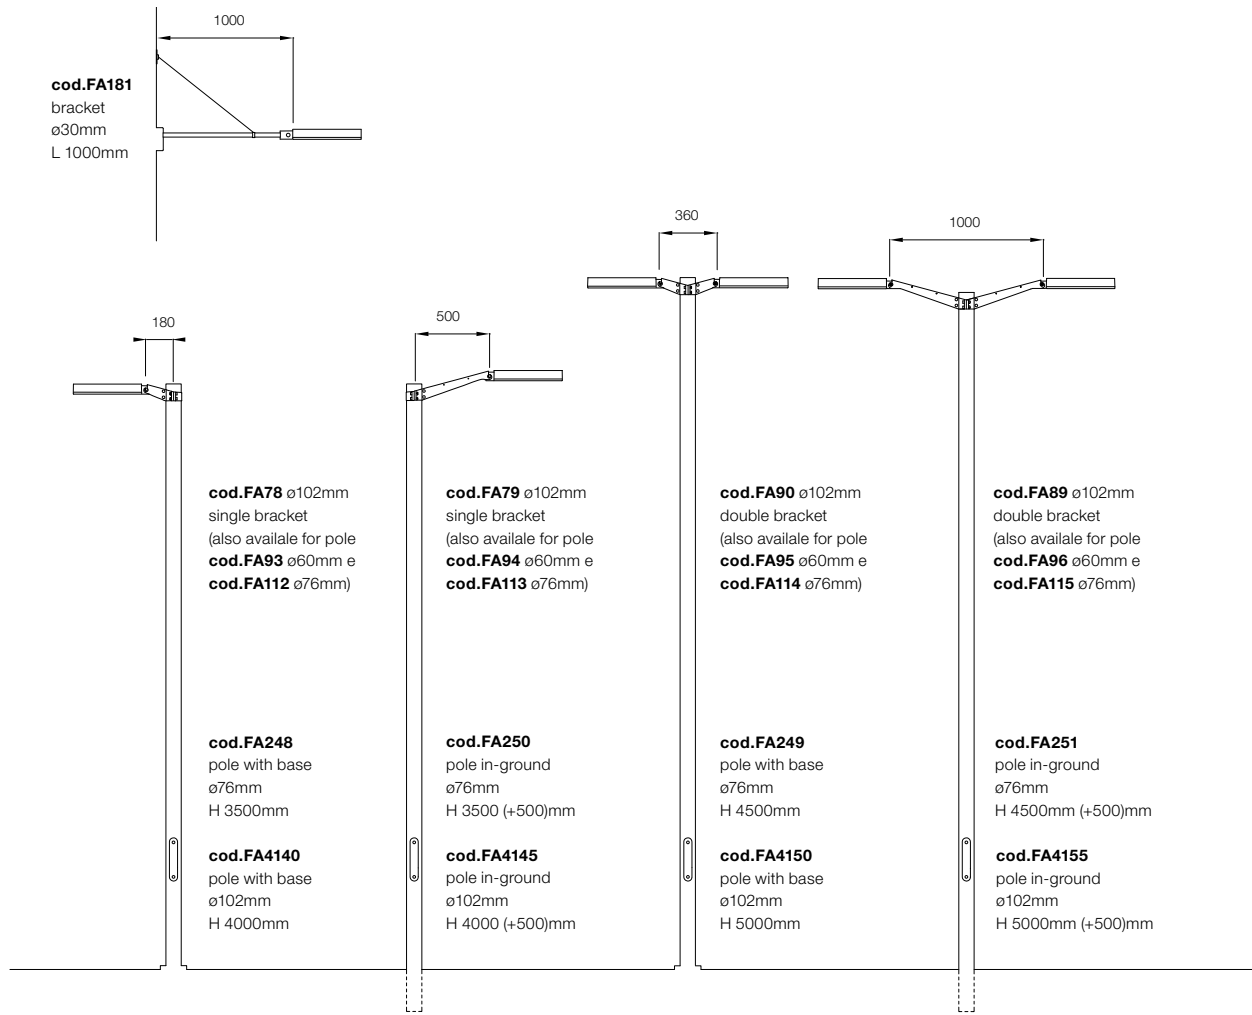 1000
cod.FA181
bracket
ø30mm
L 1000mm
360
1000
180
500
cod.FA78 ø102mm
single bracket
(also availale for pole
cod.FA93 ø60mm e
cod.FA112 ø76mm)
cod.FA79 ø102mm
single bracket
(also availale for pole
cod.FA94 ø60mm e
cod.FA113 ø76mm)
cod.FA90 ø102mm
double bracket
(also availale for pole
cod.FA95 ø60mm e
cod.FA114 ø76mm)
cod.FA89 ø102mm
double bracket
(also availale for pole
cod.FA96 ø60mm e
cod.FA115 ø76mm)
cod.FA248
pole with base
ø76mm
H 3500mm
cod.FA250
pole in-ground
ø76mm
H 3500 (+500)mm
cod.FA249
pole with base
ø76mm
H 4500mm
cod.FA251
pole in-ground
ø76mm
H 4500mm (+500)mm
cod.FA4140
pole with base
ø102mm
H 4000mm
cod.FA4145
pole in-ground
ø102mm
H 4000 (+500)mm
cod.FA4150
pole with base
ø102mm
H 5000mm
cod.FA4155
pole in-ground
ø102mm
H 5000mm (+500)mm